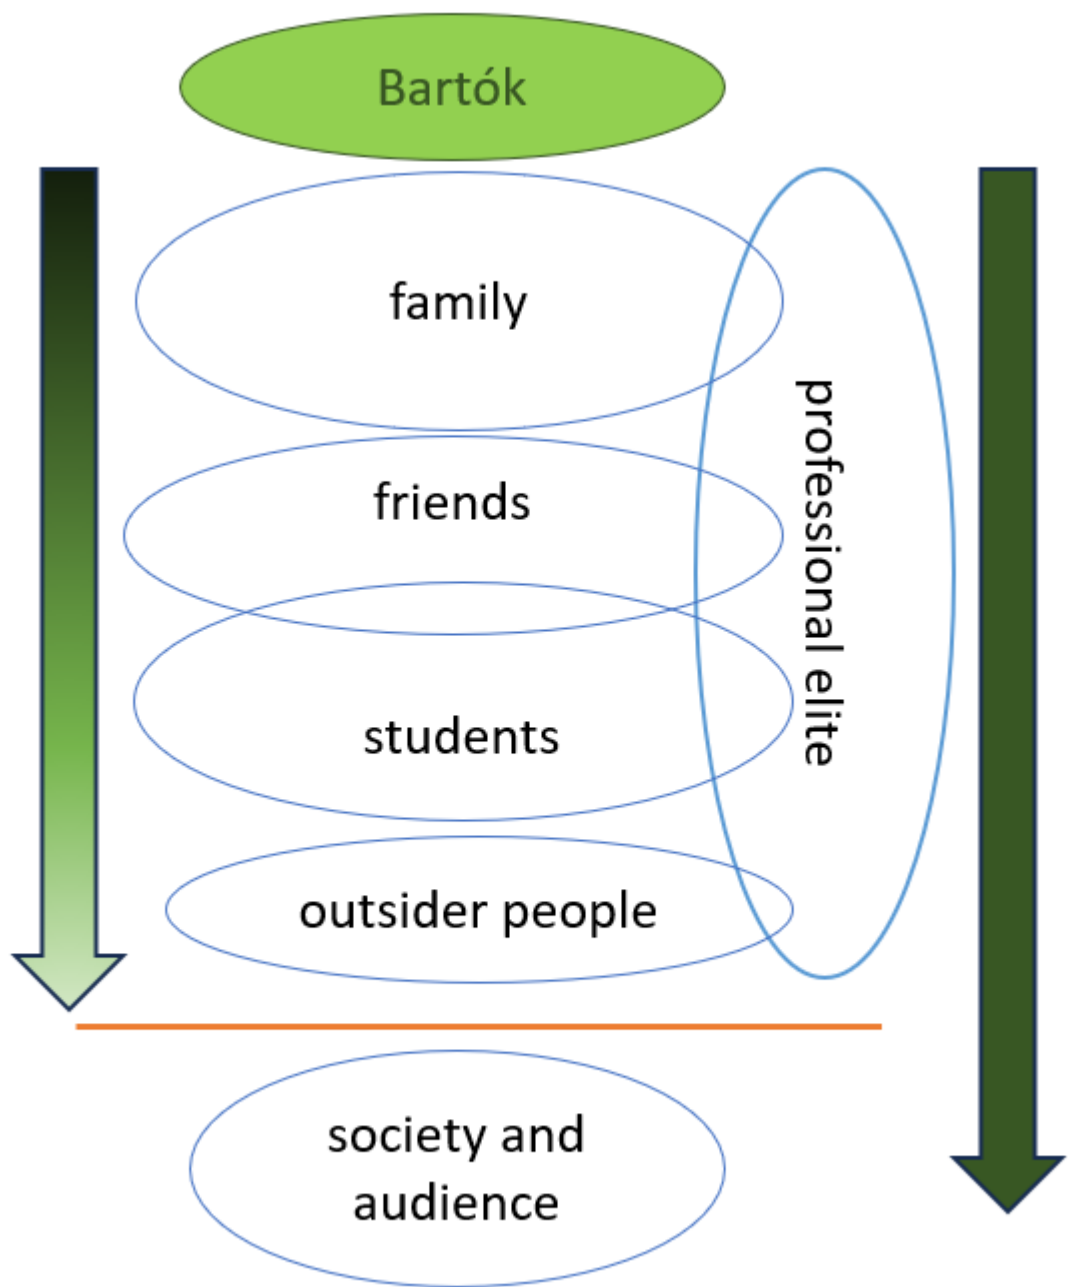 Bartók
family
friends
students
outsider people
professional elite
society and
audience